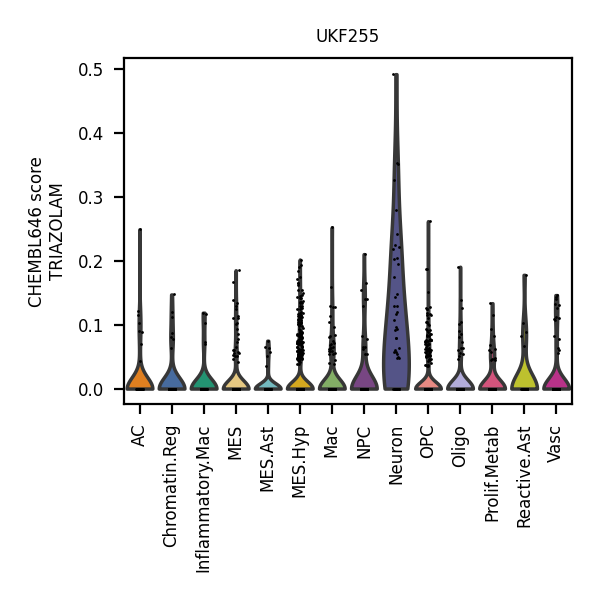 UKF255
CHEMBL646 score
TRIAZOLAM
0.5
0.4
0.3
0.2
0.1
0.0
AC
Chromatin.Reg
Inflammatory.Mac
MES
MES.Ast
MES.Hyp
Mac
NPC
Neuron
OPC
Oligo
Prolif.Metab
Reactive.Ast
Vasc